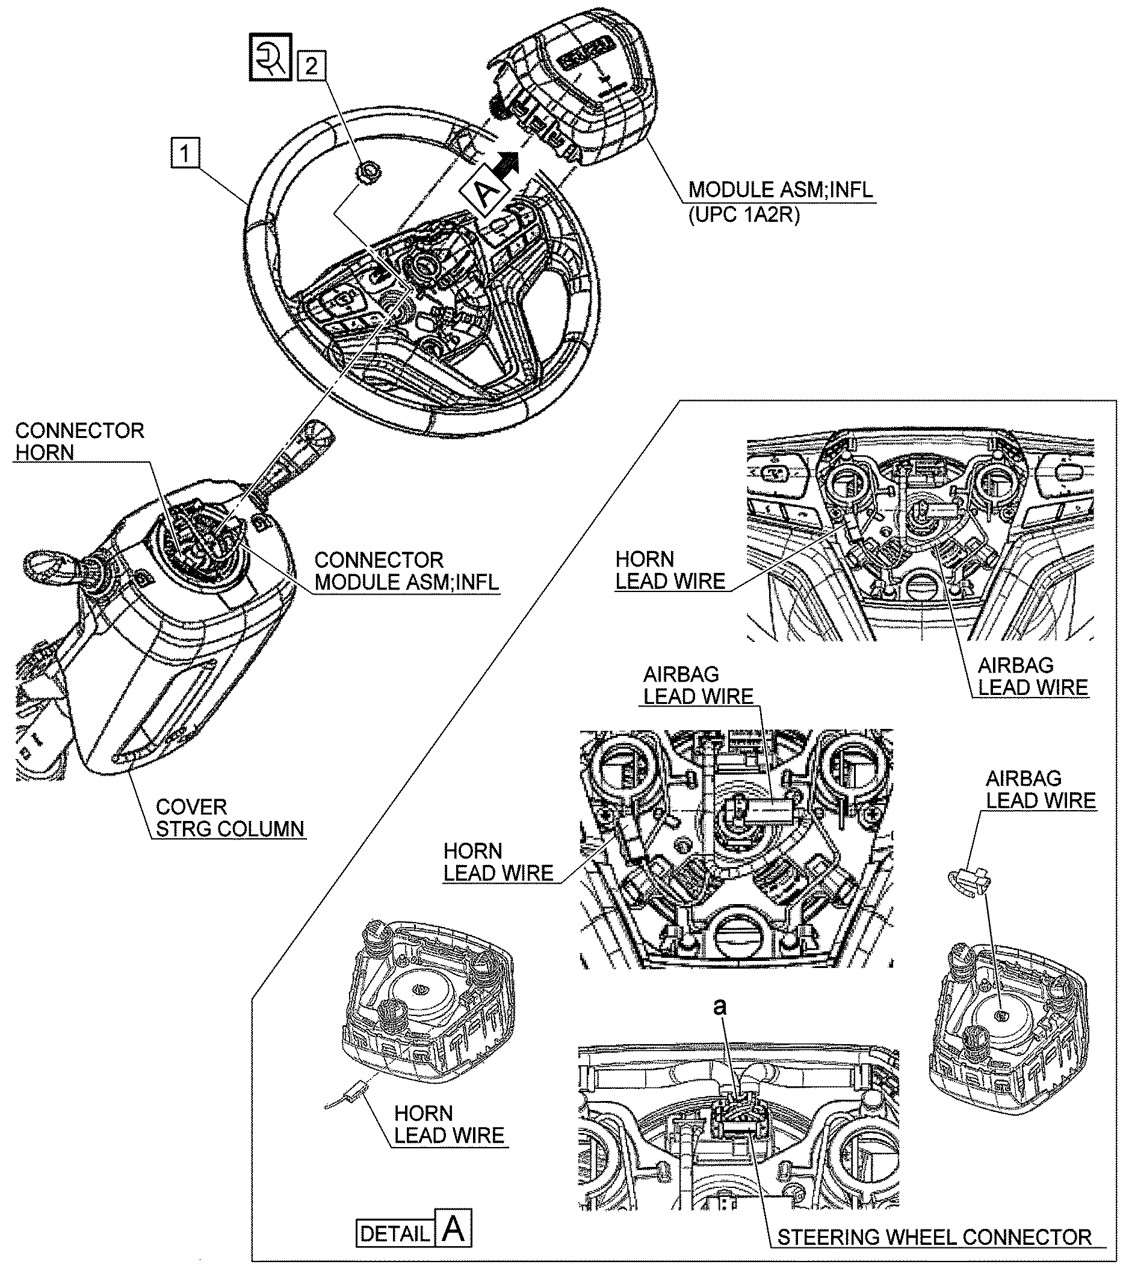 2
1
ISUZU
A
MODULE ASM;INFL
(UPC 1A2R)
CONNECTOR
HORN
CONNECTOR
MODULE ASM;INFL
COVER
STRG COLUMN
HORN
LEAD WIRE
AIRBAG
LEAD WIRE
AIRBAG
LEAD WIRE
HORN
LEAD WIRE
AIRBAG
LEAD WIRE
a
HORN
LEAD WIRE
STEERING WHEEL CONNECTOR
DETAIL A